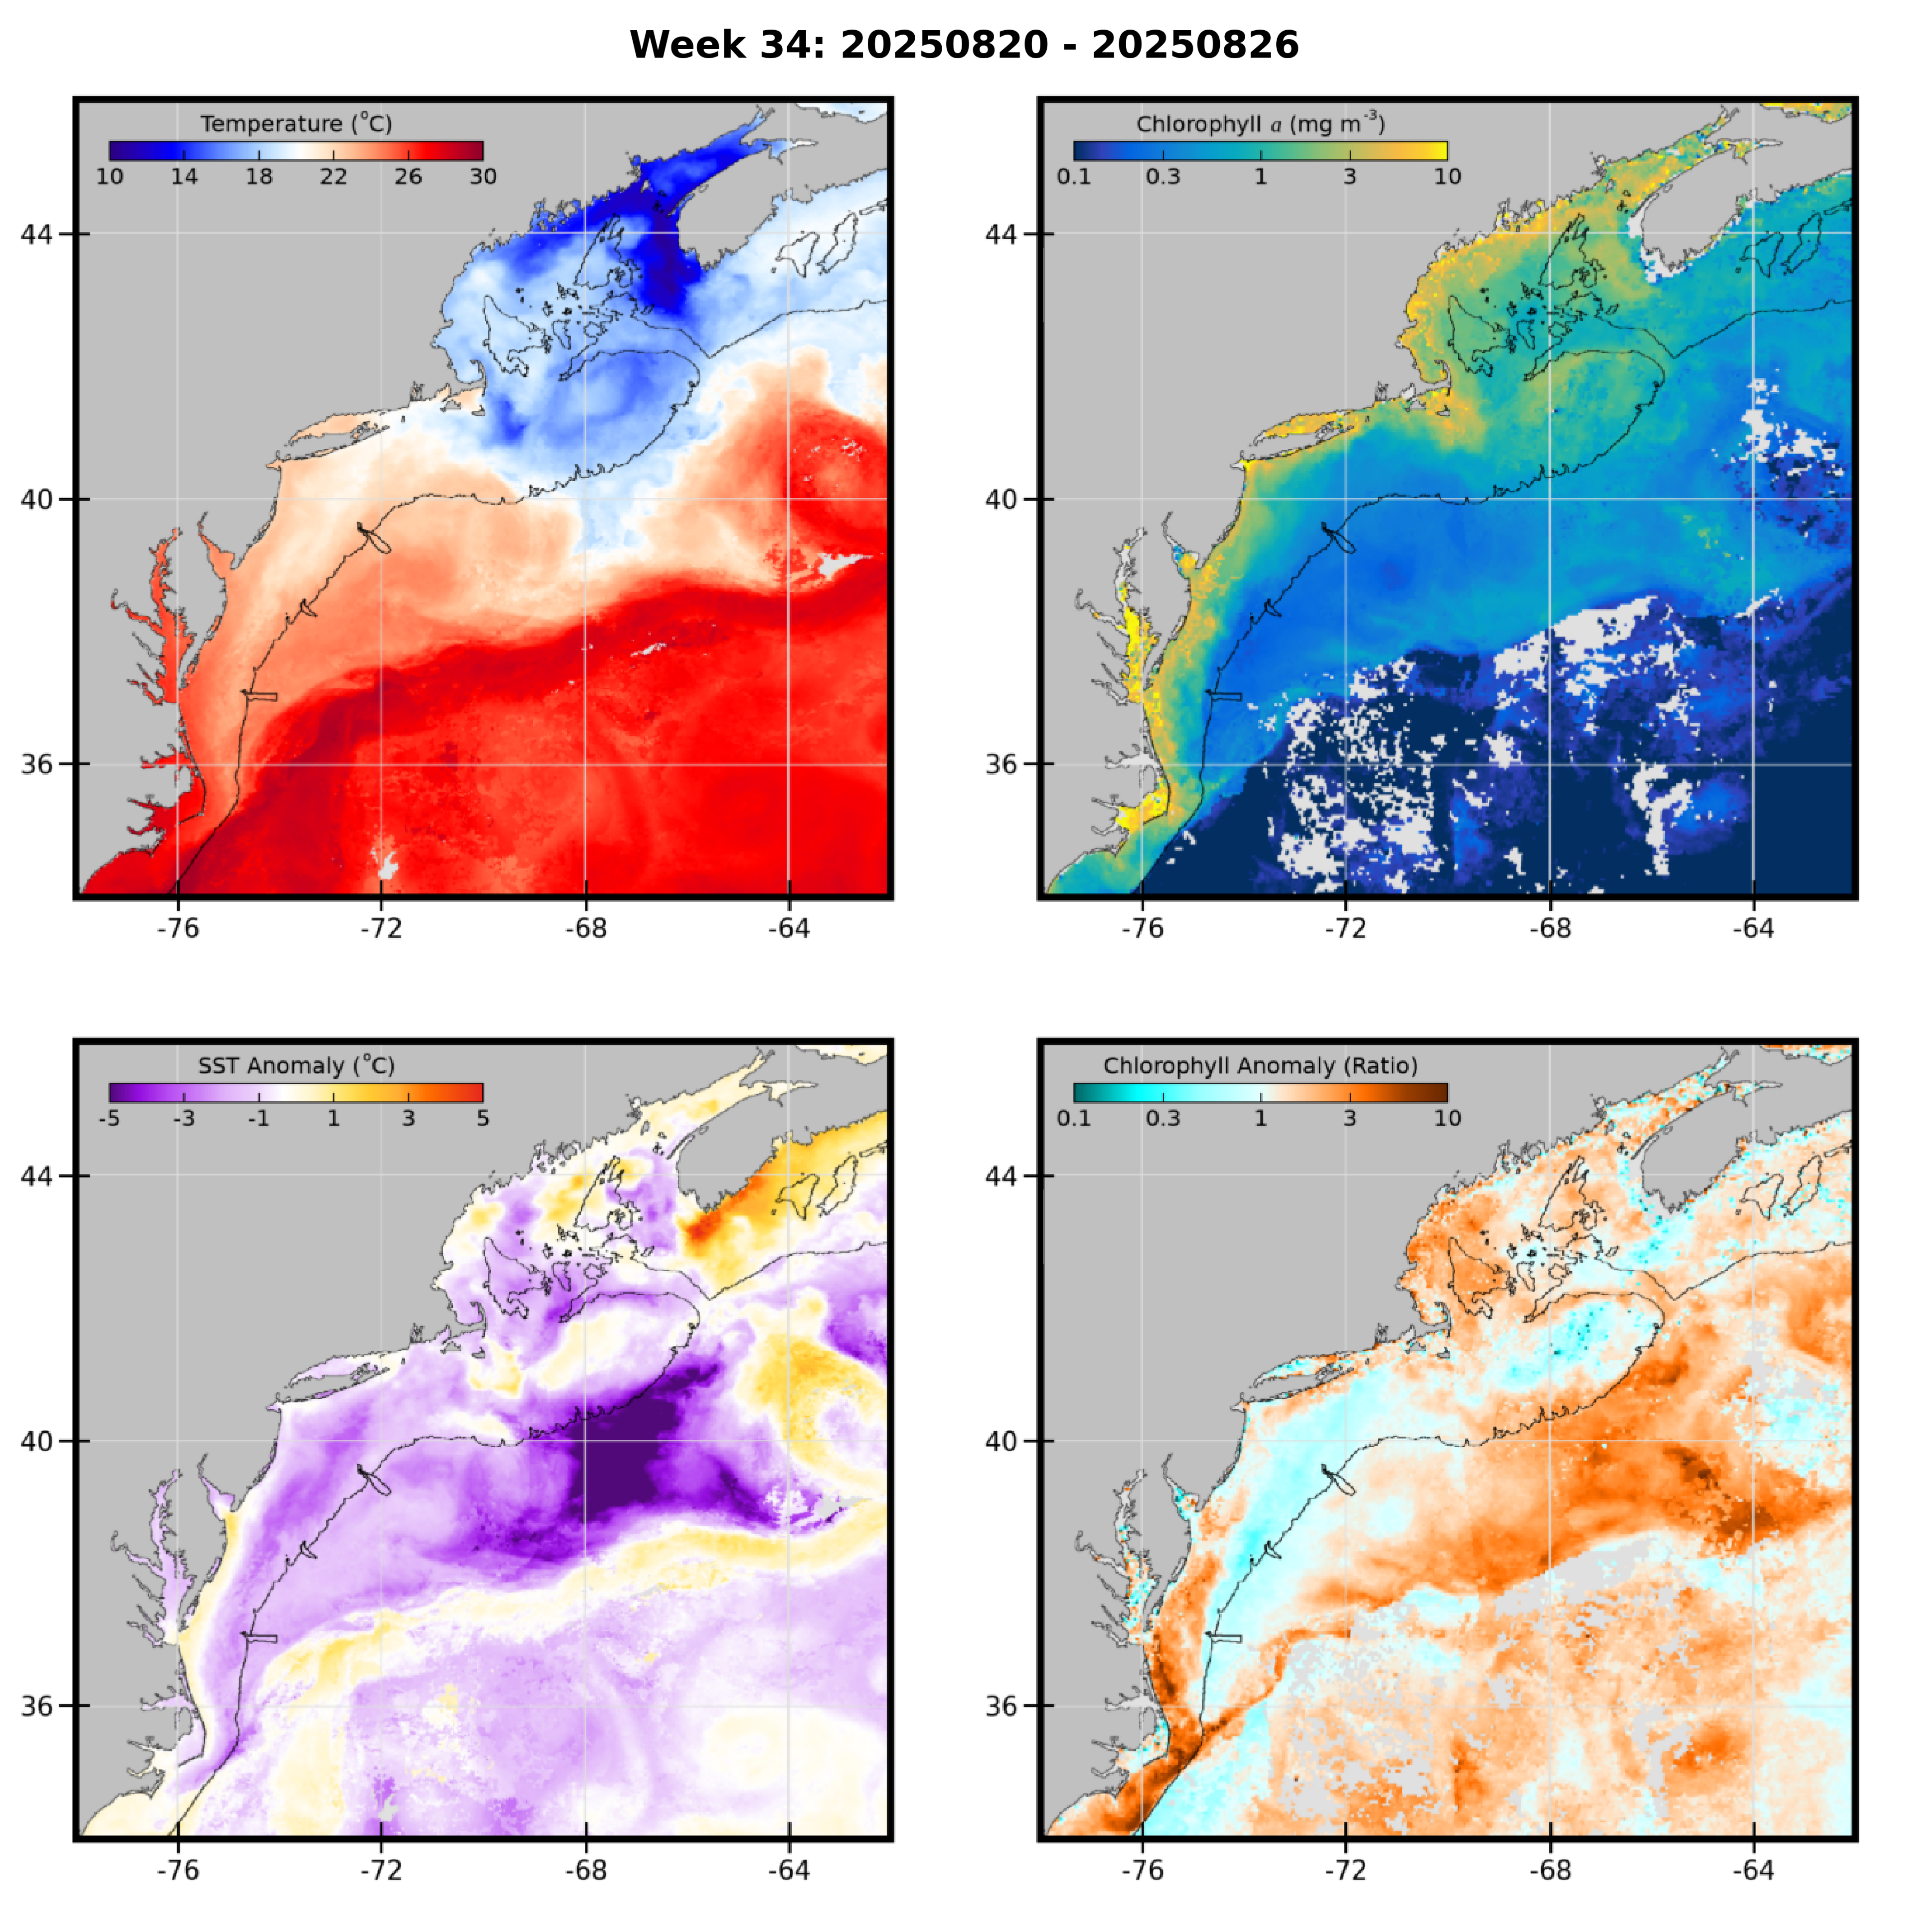 Week 34: 20250820 - 20250826
Temperature (°C)
10 14 18 22 26 30
44
40
36
-76 -72 -68 -64
Chlorophyll a (mg m⁻³)
0.1 0.3 1 3 10
44
40
36
-76 -72 -68 -64
SST Anomaly (°C)
-5 -3 -1 1 3 5
44
40
36
-76 -72 -68 -64
Chlorophyll Anomaly (Ratio)
0.1 0.3 1 3 10
44
40
36
-76 -72 -68 -64